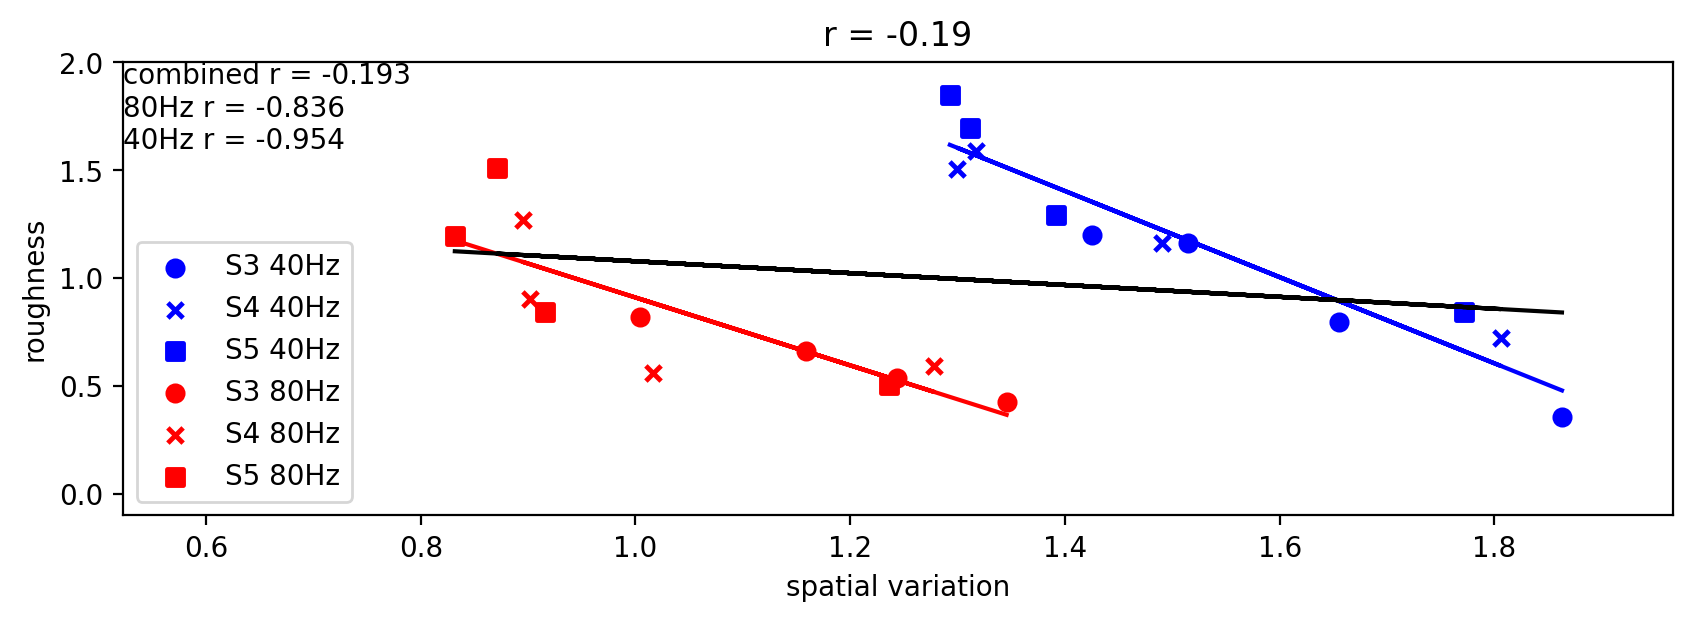 r = -0.19
combined r = -0.193
80Hz r = -0.836
40Hz r = -0.954
2.0
1.5
1.0
0.5
0.0
roughness
S3 40Hz
S4 40Hz
S5 40Hz
S3 80Hz
S4 80Hz
S5 80Hz
0.6 0.8 1.0 1.2 1.4 1.6 1.8
spatial variation